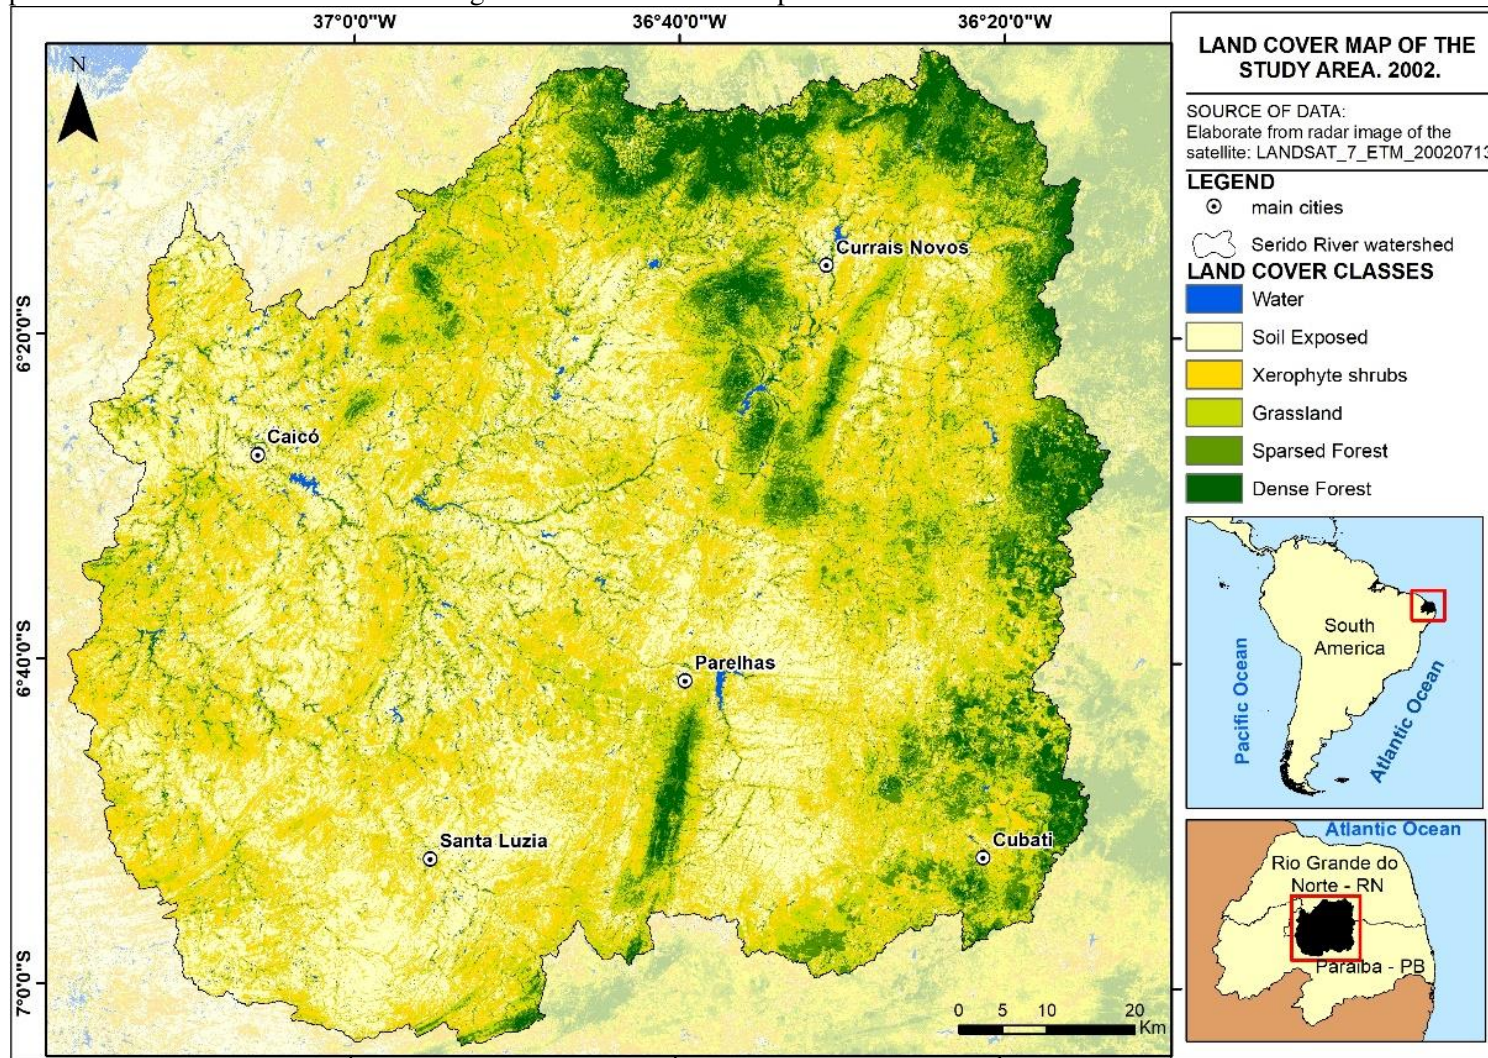 37°0'0"W
36°40'0"W
36°20'0"W
N
6°20'0"S
6°40'0"S
7°0'0"S
Currais Novos
Caicó
Parelhas
Santa Luzia
Cubati
0 5 10 20
Km
LAND COVER MAP OF THE
STUDY AREA. 2002.
SOURCE OF DATA:
Elaborate from radar image of the
satellite: LANDSAT_7_ETM_20020713
LEGEND
main cities
Serido River watershed
LAND COVER CLASSES
Water
Soil Exposed
Xerophyte shrubs
Grassland
Sparsed Forest
Dense Forest
South
America
Pacific Ocean
Atlantic Ocean
Atlantic Ocean
Rio Grande do
Norte - RN
Paraiba - PB